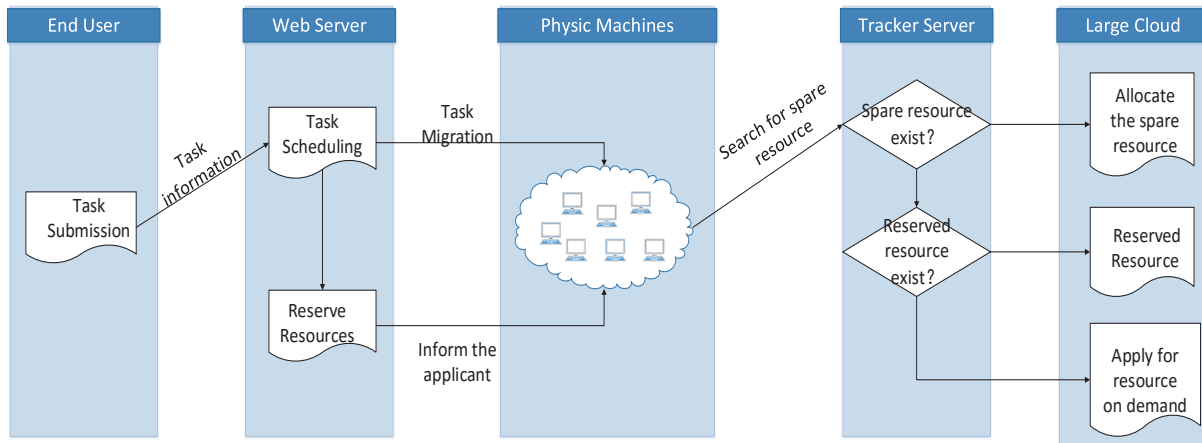 End User
Web Server
Physic Machines
Tracker Server
Large Cloud
Task
Submission
Task
information
Task
Scheduling
Task
Migration
Reserve
Resources
Inform the
applicant
Search for spare
resource
Spare resource
exist?
Reserved
resource
exist?
Allocate
the spare
resource
Reserved
Resource
Apply for
resource
on demand